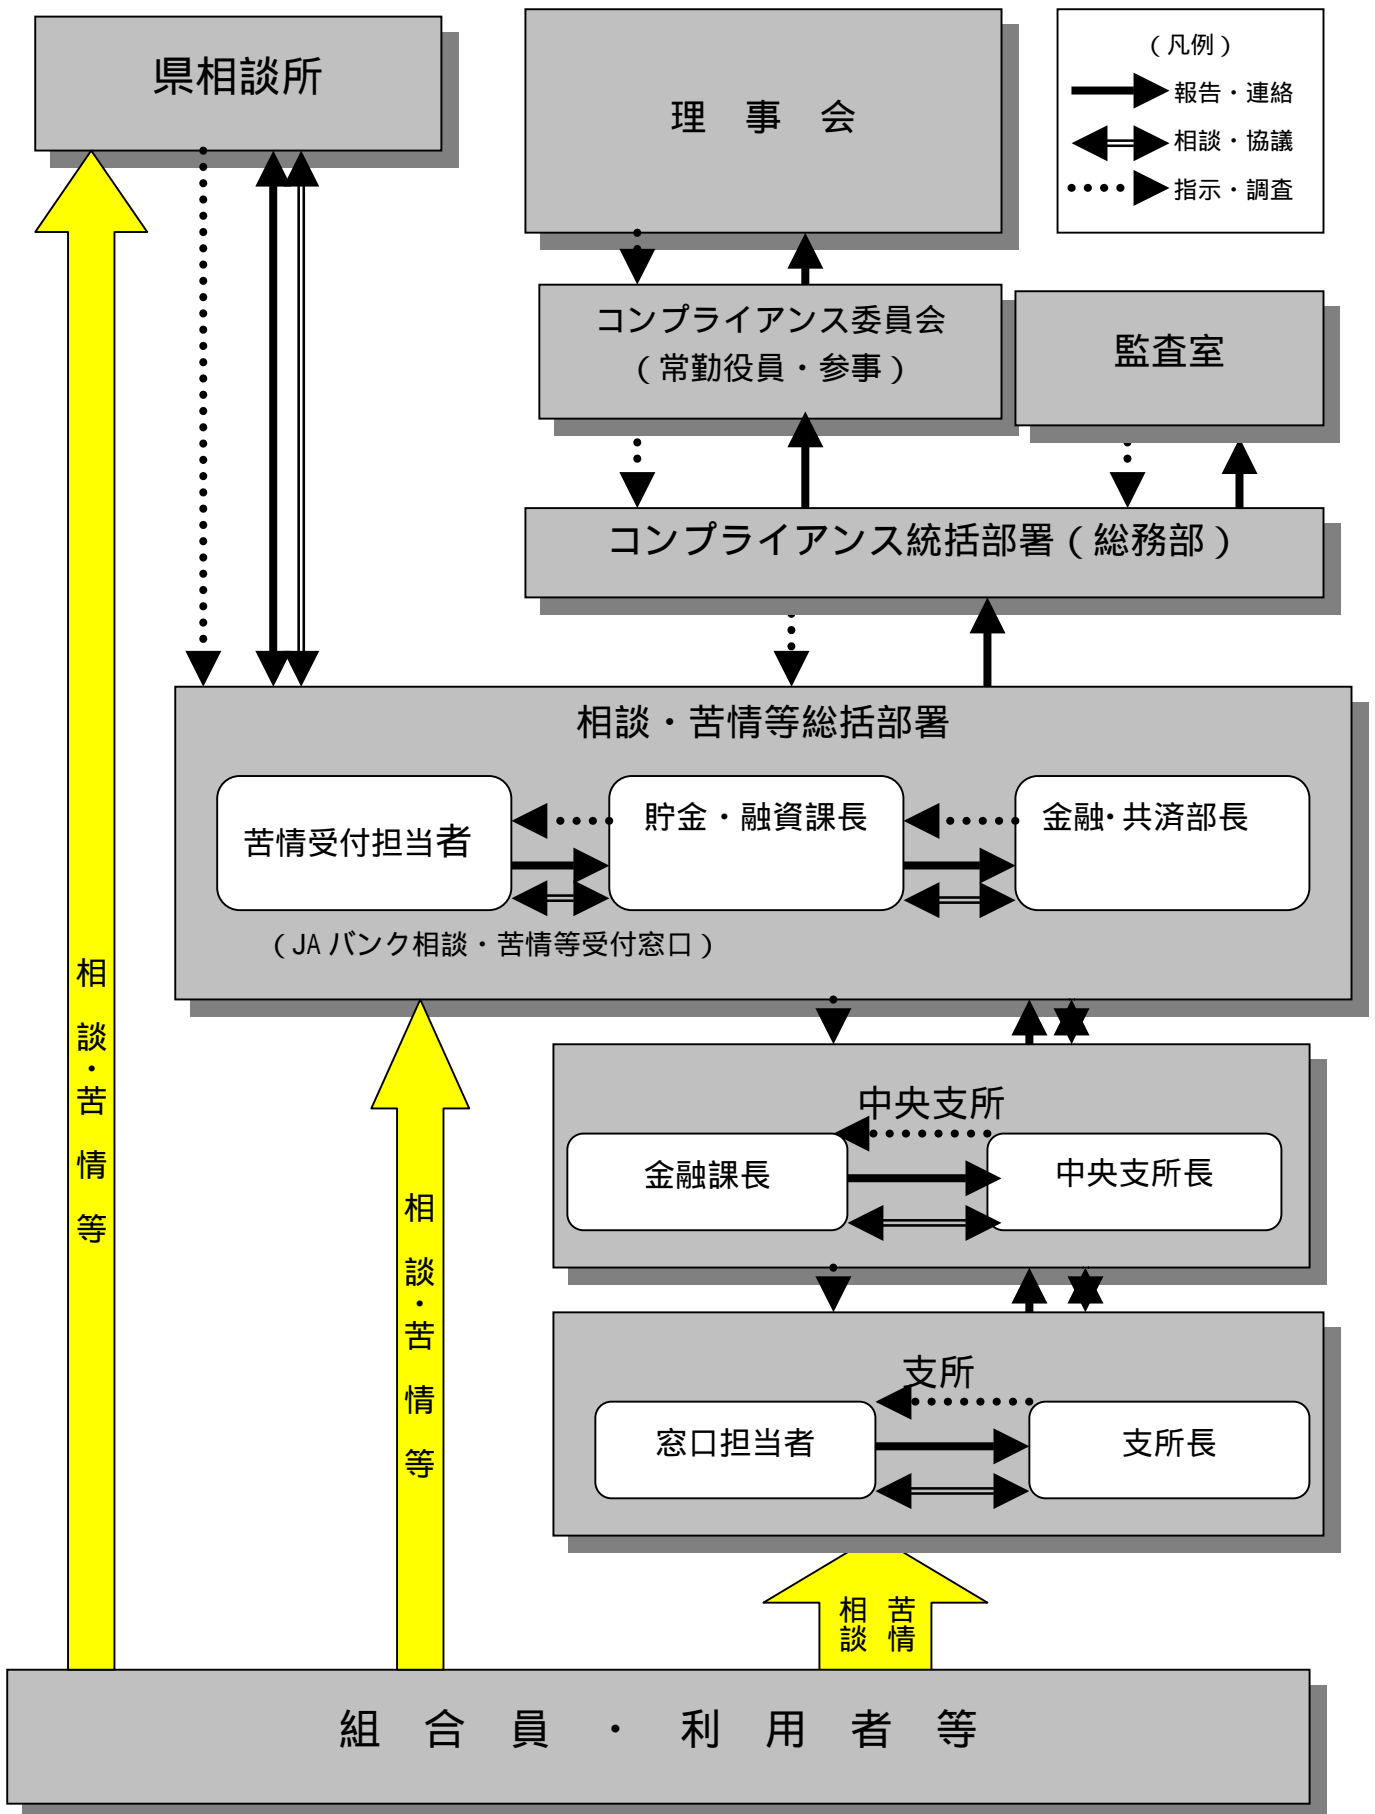 県相談所
理　事　会
（凡例）
報告・連絡
相談・協議
指示・調査
コンプライアンス委員会
（常勤役員・参事）
監査室
コンプライアンス統括部署（総務部）
相談・苦情等総括部署
苦情受付担当者
貯金・融資課長
金融・共済部長
（JAバンク相談・苦情等受付窓口）
相談・苦情等
相談・苦情等
中央支所
金融課長
中央支所長
支所
窓口担当者
支所長
苦情
相談
組　合　員　・　利　用　者　等